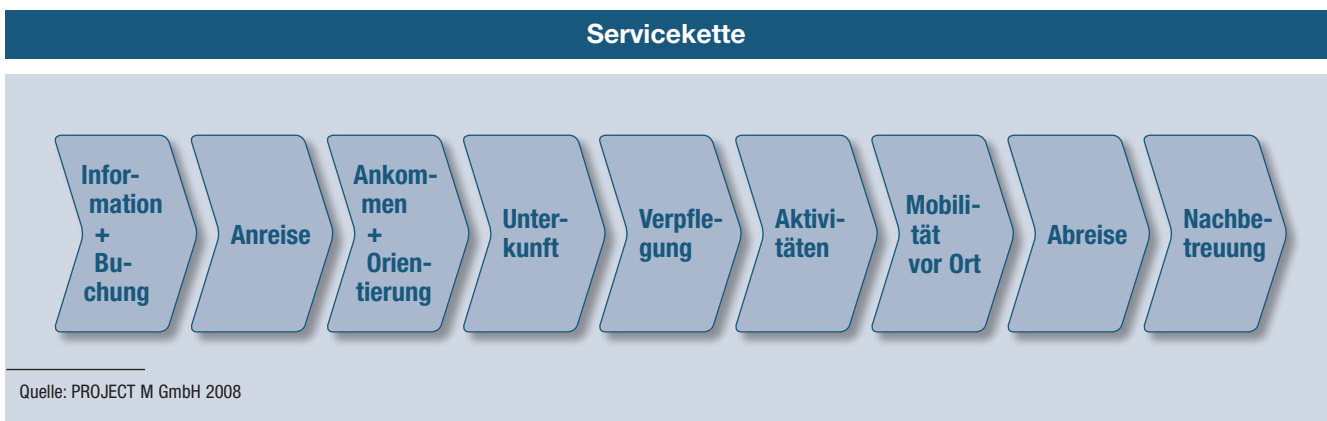 Servicekette
Infor-
mation
+
Bu-
chung
Anreise
Ankom-
men
+
Orien-
tierung
Unter-
kunft
Verpfle-
gung
Aktivi-
täten
Mobili-
tät
vor Ort
Abreise
Nachbe-
treuung
Quelle: PROJECT M GmbH 2008